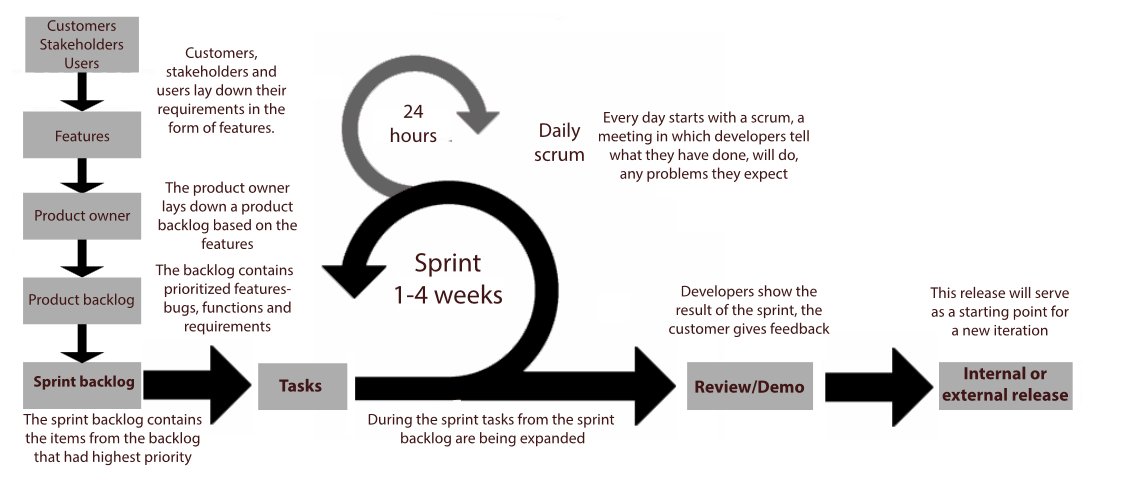 Customers
Stakeholders
Users
Customers,
stakeholders and
users lay down their
requirements in the
form of features.
Features
Product owner
The product owner
lays down a product
backlog based on the
features
Product backlog
The backlog contains
prioritized features-
bugs, functions and
requirements
Sprint backlog
The sprint backlog contains
the items from the backlog
that had highest priority
Tasks
24
hours
Daily
scrum
Every day starts with a scrum, a
meeting in which developers tell
what they have done, will do,
any problems they expect
Sprint
1-4 weeks
During the sprint tasks from the sprint
backlog are being expanded
Developers show the
result of the sprint, the
customer gives feedback
Review/Demo
This release will serve
as a starting point for
a new iteration
Internal or
external release